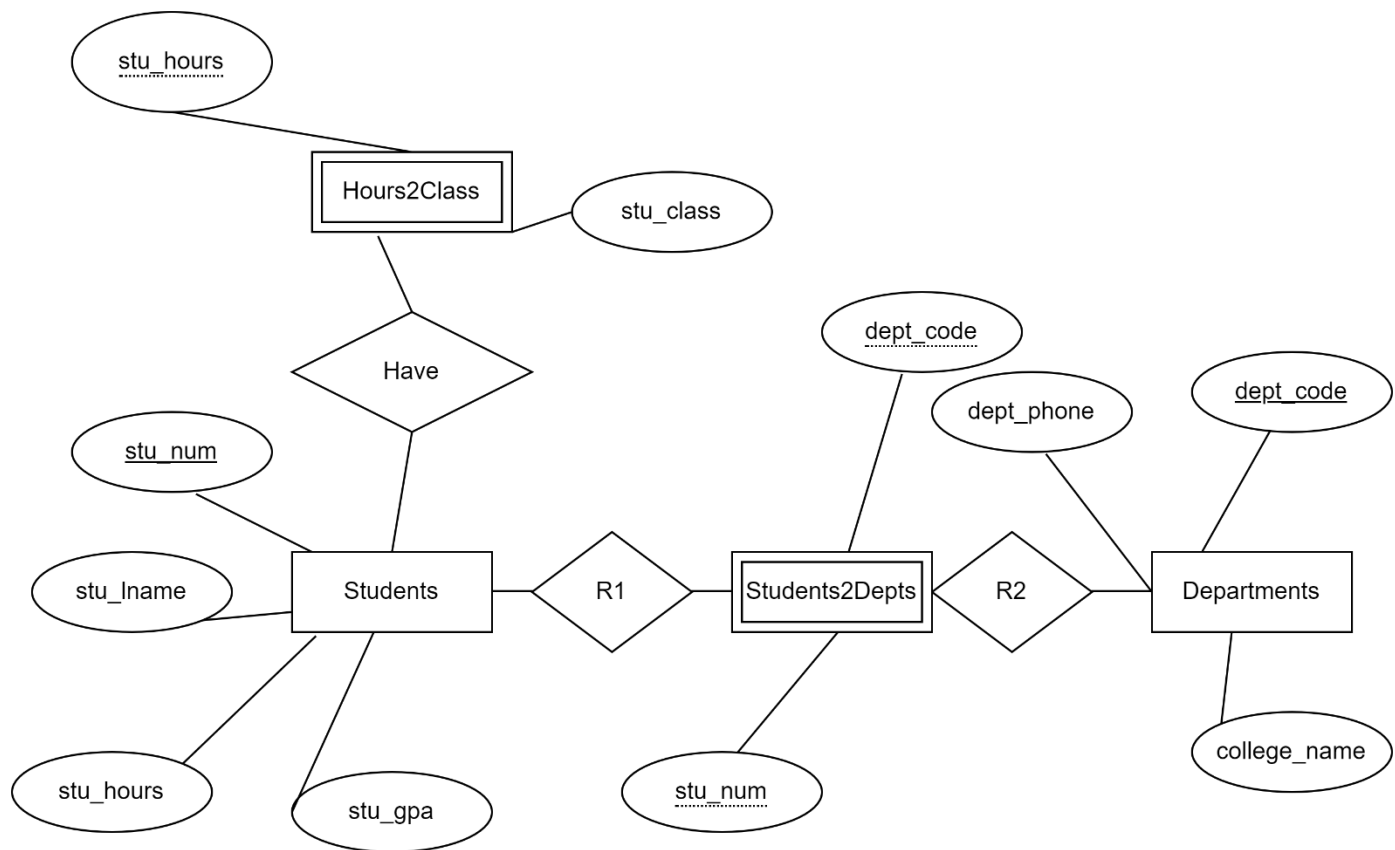 stu_hours
Hours2Class
stu_class
dept_code
Have
dept_phone
dept_code
stu_num
stu_lname
Students
R1
Students2Depts
R2
Departments
stu_hours
stu_gpa
stu_num
college_name